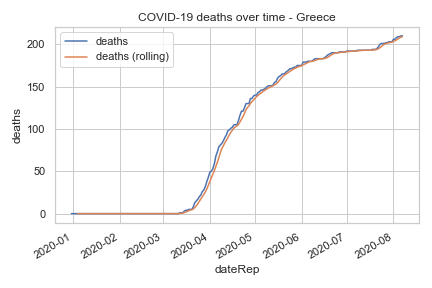 COVID-19 deaths over time - Greece
deaths
deaths (rolling)
200
150
100
50
0
deaths
2020-01
2020-02
2020-03
2020-04
2020-05
2020-06
2020-07
2020-08
dateRep